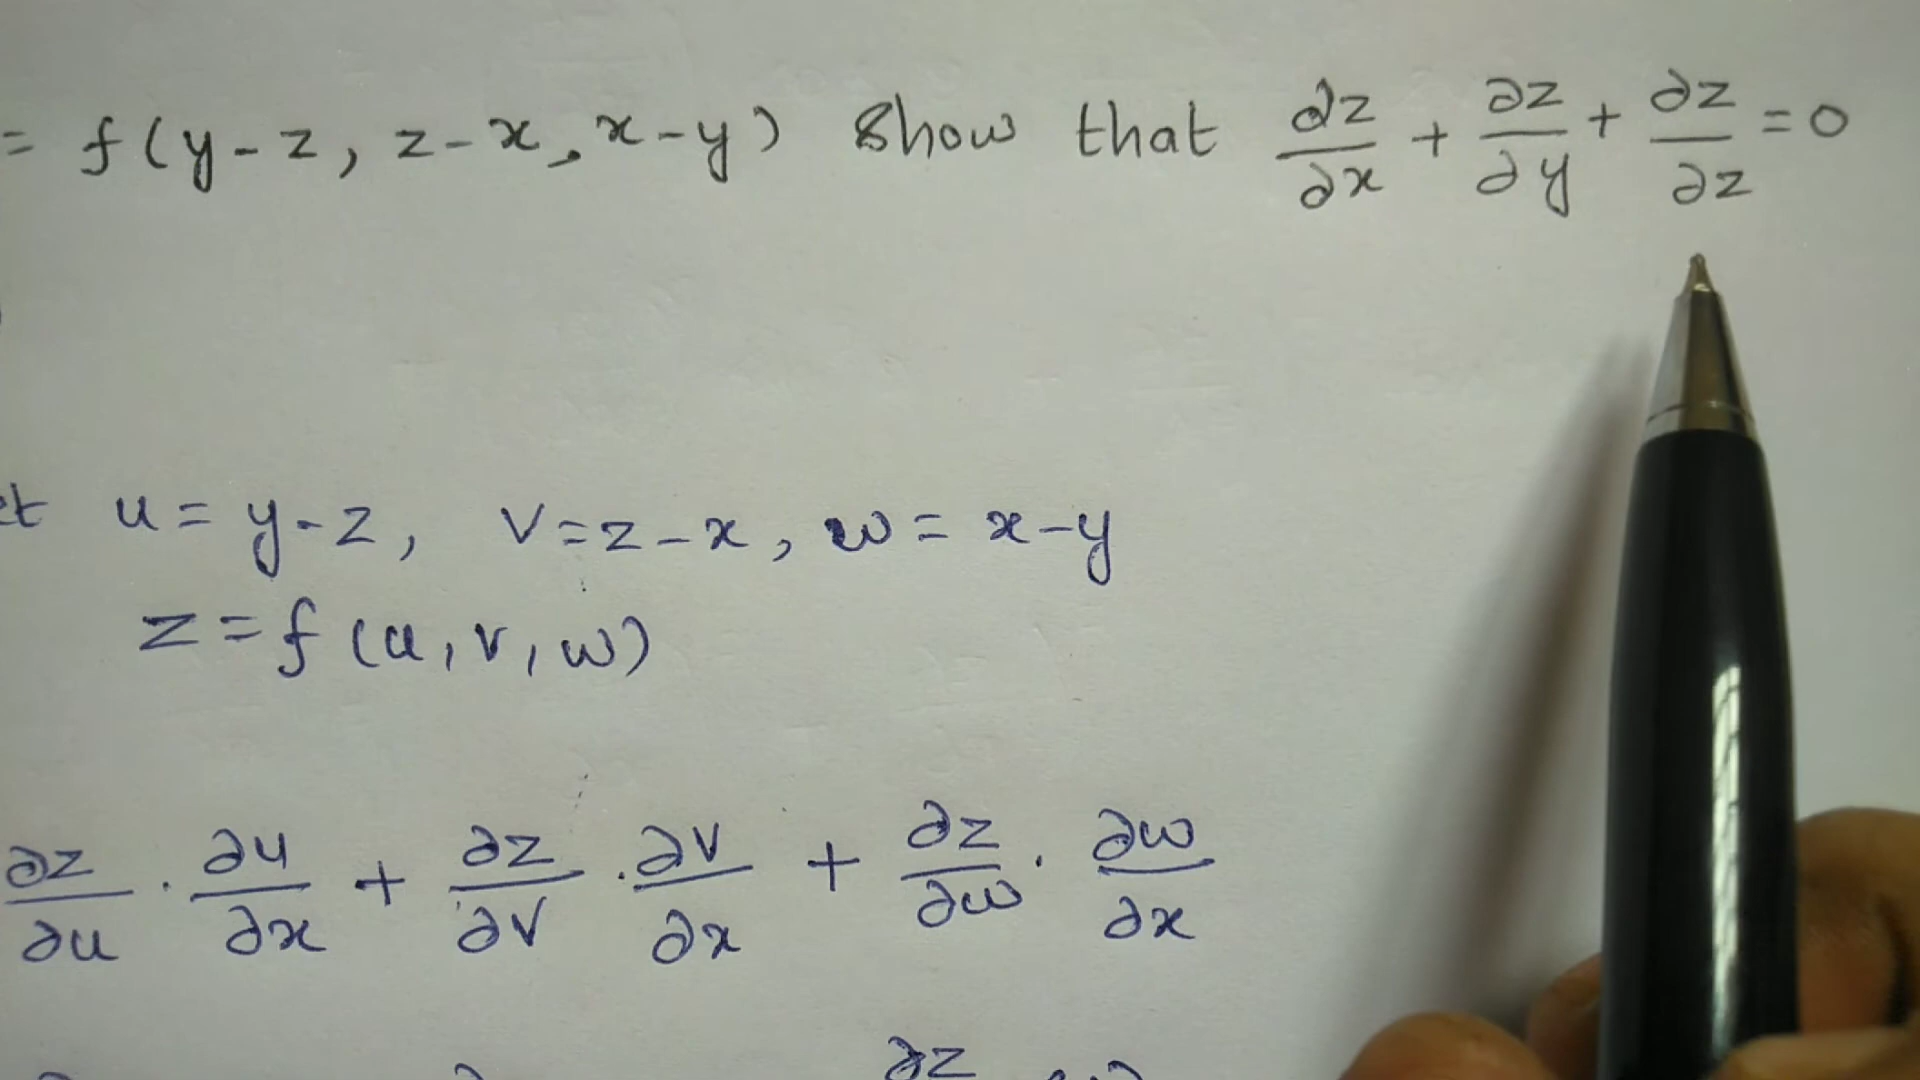 = f(y-z, z-x, x-y) Show that ∂z/∂x + ∂z/∂y + ∂z/∂z = 0
u = y-z, v = z-x, w = x-y
z = f(u, v, w)
∂z/∂u · ∂u/∂x + ∂z/∂v · ∂v/∂x + ∂z/∂w · ∂w/∂x
∂z